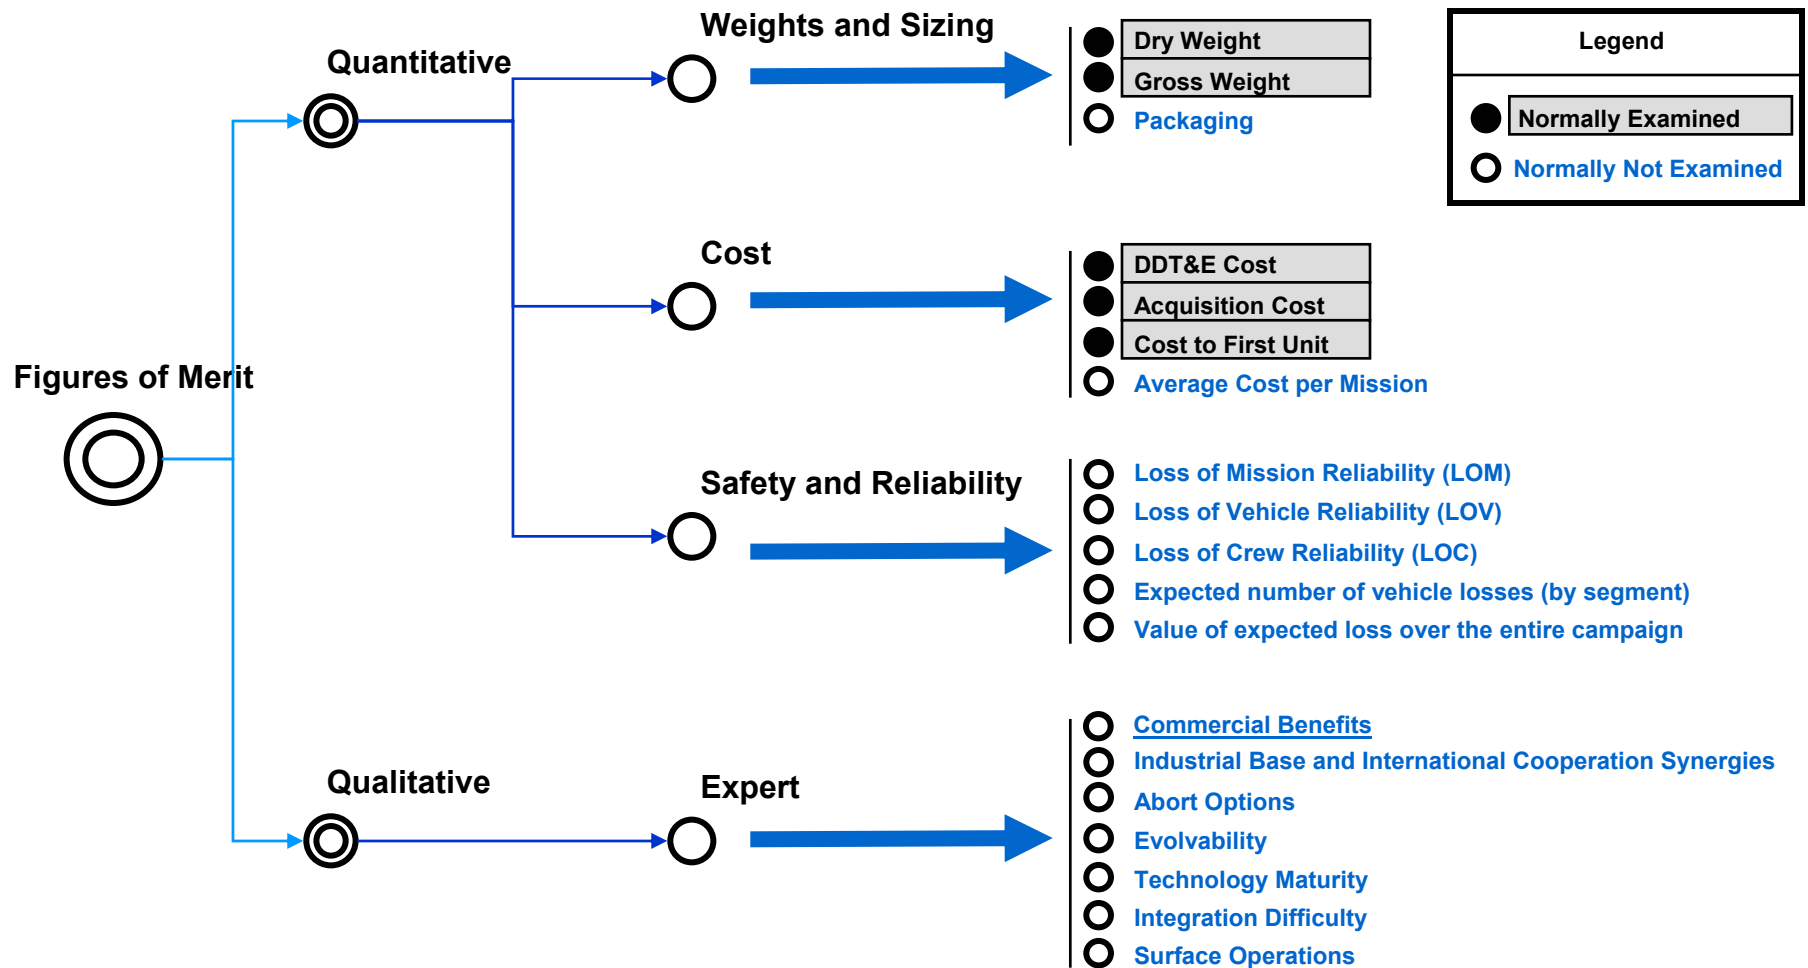 Figures of Merit
Quantitative
Weights and Sizing
Dry Weight
Gross Weight
Packaging
Cost
DDT&E Cost
Acquisition Cost
Cost to First Unit
Average Cost per Mission
Safety and Reliability
Loss of Mission Reliability (LOM)
Loss of Vehicle Reliability (LOV)
Loss of Crew Reliability (LOC)
Expected number of vehicle losses (by segment)
Value of expected loss over the entire campaign
Qualitative
Expert
Commercial Benefits
Industrial Base and International Cooperation Synergies
Abort Options
Evolvability
Technology Maturity
Integration Difficulty
Surface Operations
Legend
Normally Examined
Normally Not Examined